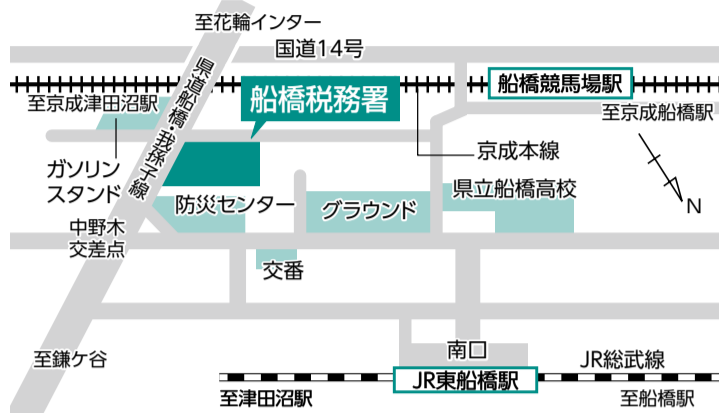 至花輪インター
国道14号
県道船橋・我孫子線
船橋競馬場駅
至京成津田沼駅
船橋税務署
至京成船橋駅
ガソリン
スタンド
京成本線
県立船橋高校
防災センター
グラウンド
N
中野木
交差点
交番
至鎌ケ谷
南口
JR総武線
JR東船橋駅
至津田沼駅
至船橋駅